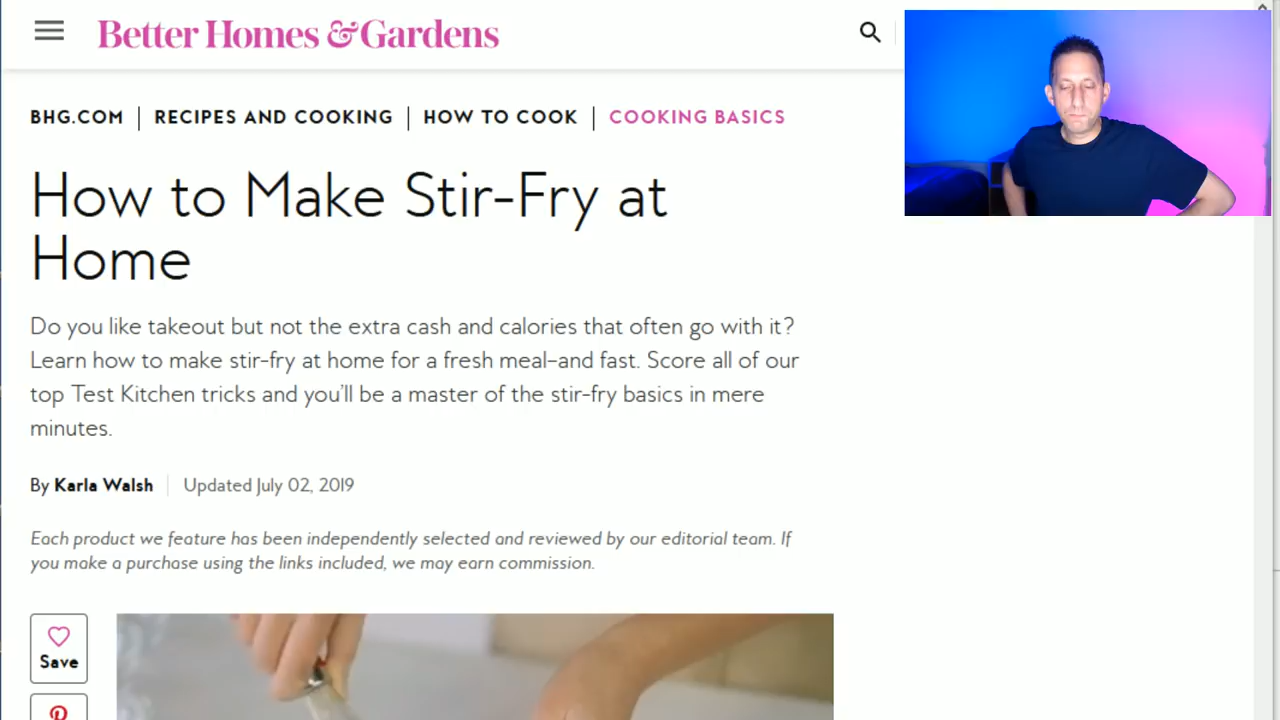 Better Homes & Gardens
BHG.COM | RECIPES AND COOKING | HOW TO COOK | COOKING BASICS
How to Make Stir-Fry at
Home
Do you like takeout but not the extra cash and calories that often go with it?
Learn how to make stir-fry at home for a fresh meal–and fast. Score all of our
top Test Kitchen tricks and you'll be a master of the stir-fry basics in mere
minutes.
By Karla Walsh | Updated July 02, 2019
Each product we feature has been independently selected and reviewed by our editorial team. If
you make a purchase using the links included, we may earn commission.
Save